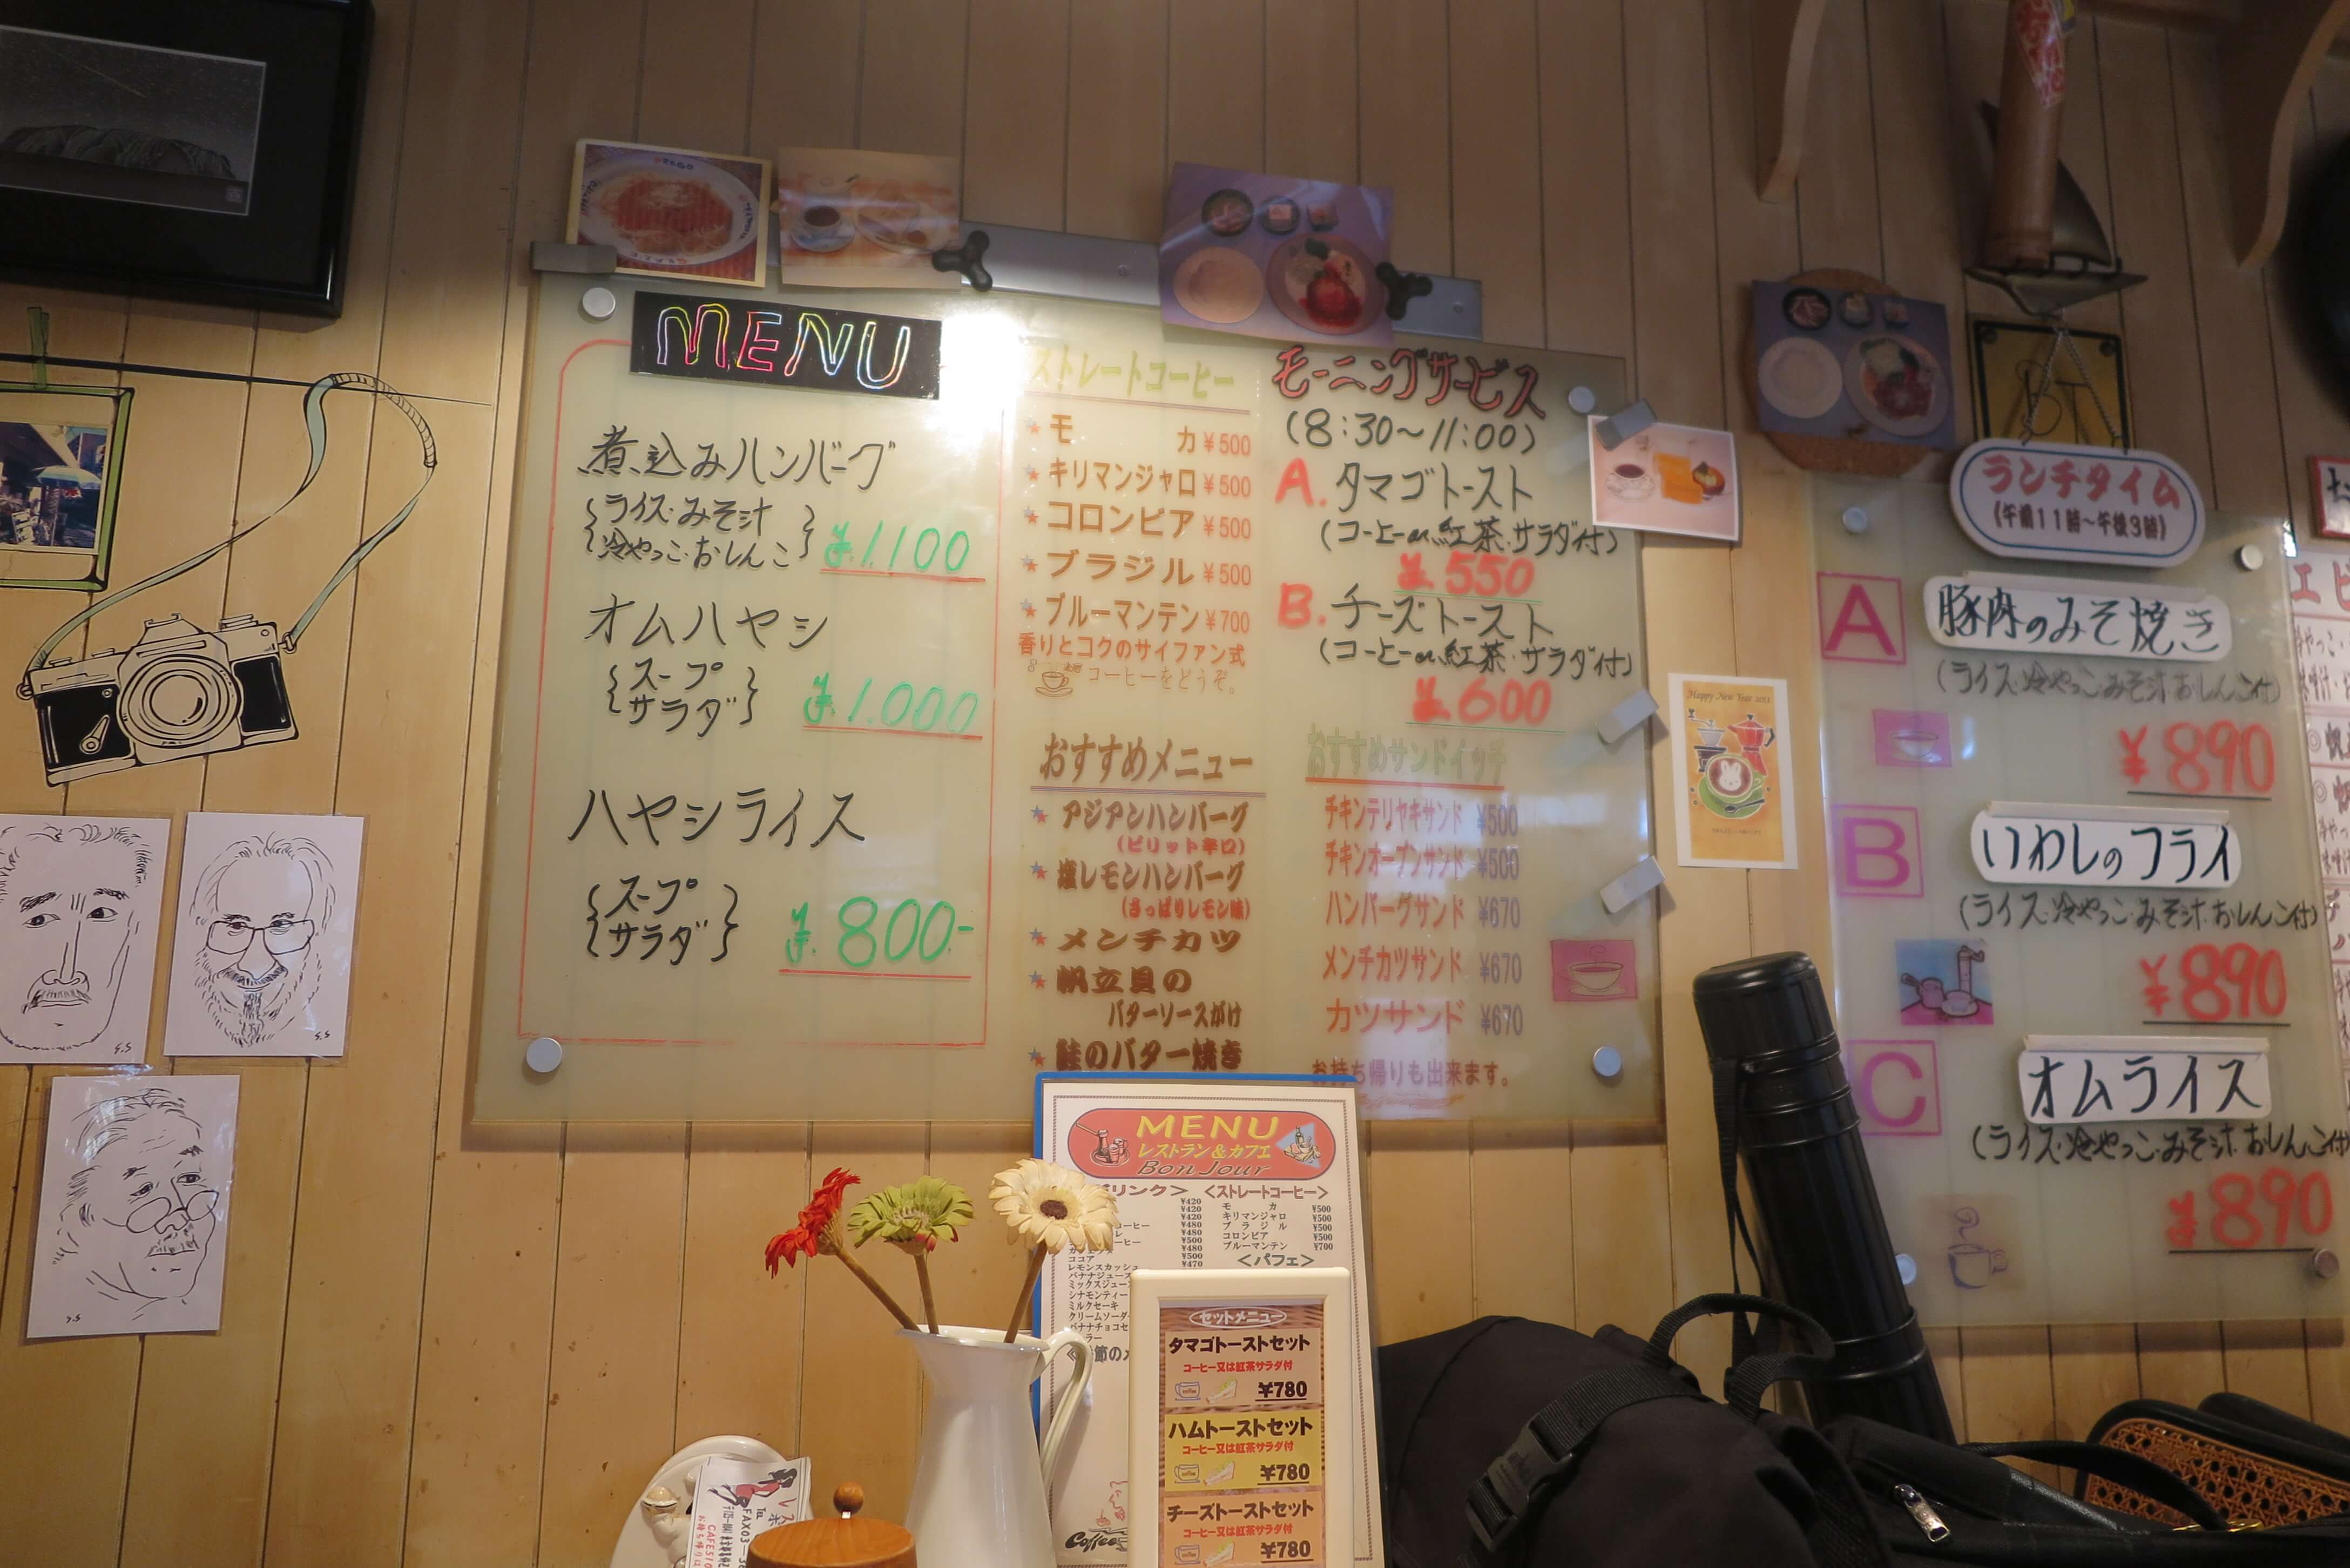 MENU
煮込みハンバーグ
ライス・みそ汁
冷やっこ・おしんこ
¥1,100
オムハヤシ
スープ
サラダ
¥1,000
ハヤシライス
スープ
サラダ
¥800-
ストレートコーヒー
モカ ¥500
キリマンジャロ ¥500
コロンビア ¥500
ブラジル ¥500
ブルーマンテン ¥700
香りとコクのサイファン式
コーヒーをどうぞ。
おすすめメニュー
アジアンハンバーグ
(ピリット辛口)
塩レモンハンバーグ
(さっぱりレモン味)
メンチカツ
帆立貝の
バターソースがけ
鮭のバター焼き
モーニングサービス
(8:30〜11:00)
A. タマゴトースト
(コーヒーor紅茶・サラダ付)
¥550
B. チーズトースト
(コーヒーor紅茶・サラダ付)
¥600
おすすめサンドイッチ
チキンテリヤキサンド ¥500
チキンオープンサンド ¥500
ハンバーグサンド ¥670
メンチカツサンド ¥670
カツサンド ¥670
お持ち帰りも出来ます。
Happy New Year
BT
ランチタイム
(午前11時〜午後3時)
A 豚肉のみそ焼き
(ライス・冷やっこ・みそ汁・おしんこ付)
¥890
B いわしのフライ
(ライス・冷やっこ・みそ汁・おしんこ付)
¥890
C オムライス
(ライス・冷やっこ・みそ汁・おしんこ付)
¥890
MENU
レストラン&カフェ
Bon Jour
リンク> <ストレートコーヒー>
モカ ¥500
キリマンジャロ ¥500
ブラジル ¥500
コロンビア ¥500
ブルーマンテン ¥700
<パフェ>
¥420
¥420
¥420
¥480
¥480
¥500
¥480
¥500
¥470
ココア
レモンスカッシュ
バナナジュース
ミックスジュー
シナモンティー
ミルクセーキ
クリームソーダ
バナナチョコセ
節のメ
Coffee
セットメニュー
タマゴトーストセット
コーヒー又は紅茶サラダ付
¥780
ハムトーストセット
コーヒー又は紅茶サラダ付
¥780
チーズトーストセット
コーヒー又は紅茶サラダ付
¥780